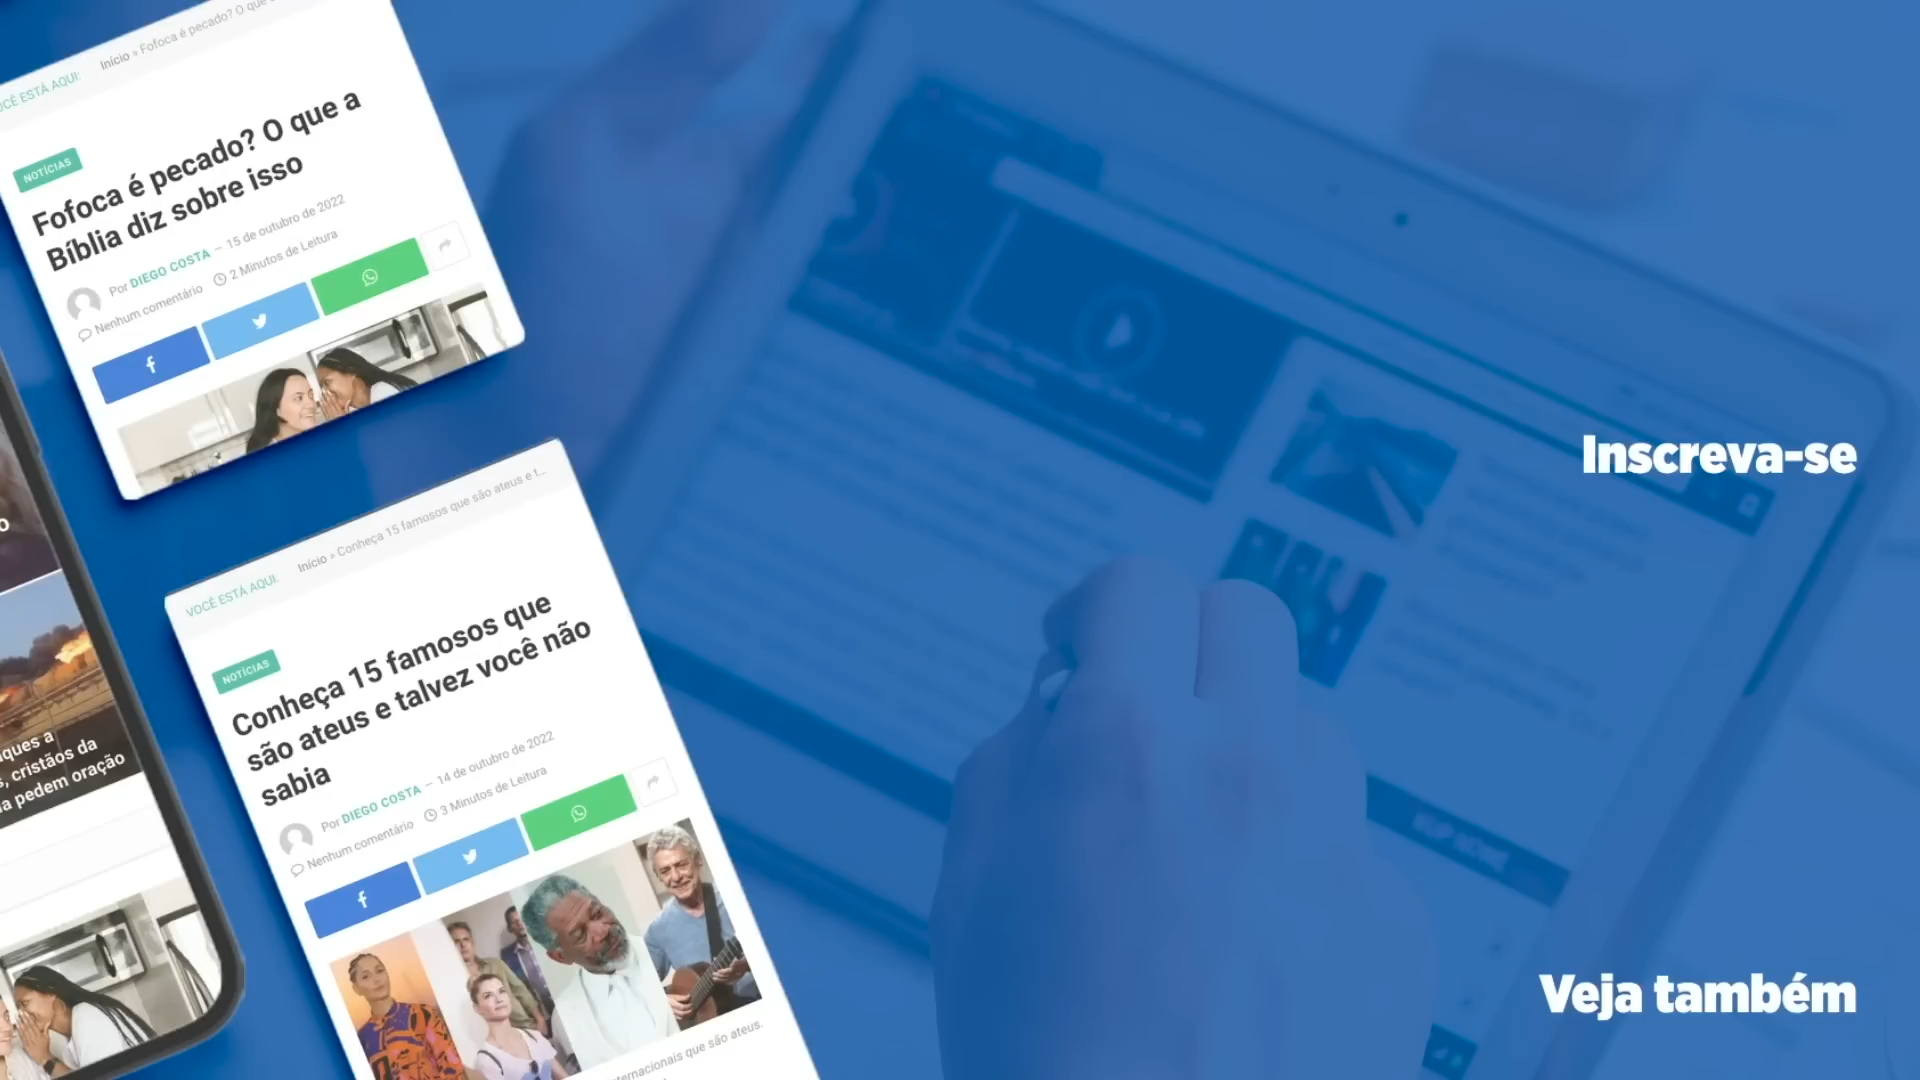 VOCÊ ESTÁ AQUI: Início » Fofoca é pecado? O que a
NOTÍCIAS
Fofoca é pecado? O que a
Bíblia diz sobre isso
Por DIEGO COSTA — 15 de outubro de 2022
Nenhum comentário 2 Minutos de Leitura
VOCÊ ESTÁ AQUI: Início » Conheça 15 famosos que são ateus e t...
NOTÍCIAS
Conheça 15 famosos que
são ateus e talvez você não
sabia
Por DIEGO COSTA — 14 de outubro de 2022
Nenhum comentário 3 Minutos de Leitura
ternacionais que são ateus.
ques a
, cristãos da
a pedem oração
Inscreva-se
Veja também